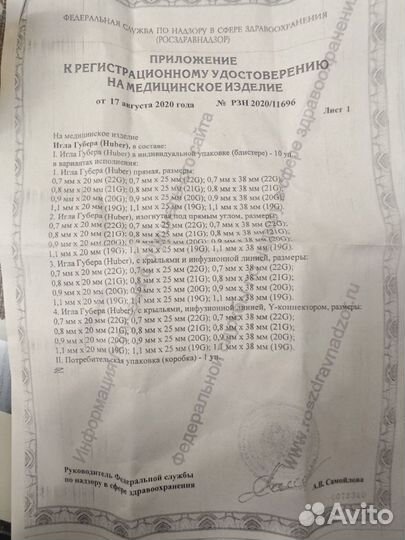 ФЕДЕРАЛЬНАЯ СЛУЖБА ПО НАДЗОРУ В СФЕРЕ ЗДРАВООХРАНЕНИЯ
(РОСЗДРАВНАДЗОР)
ПРИЛОЖЕНИЕ
К РЕГИСТРАЦИОННОМУ УДОСТОВЕРЕНИЮ
НА МЕДИЦИНСКОЕ ИЗДЕЛИЕ
от 17 августа 2020 года № РЗН 2020/11696
Лист 1
На медицинское изделие
Игла Губера (Huber), в составе:
I. Игла Губера (Huber) в индивидуальной упаковке (блистере) - 10 уп.
в вариантах исполнения:
1. Игла Губера (Huber) прямая, размеры:
0,7 мм х 20 мм (22G); 0,7 мм х 25 мм (22G); 0,7 мм х 38 мм (22G);
0,8 мм х 20 мм (21G); 0,8 мм х 25 мм (21G); 0,8 мм х 38 мм (21G);
0,9 мм х 20 мм (20G); 0,9 мм х 25 мм (20G); 0,9 мм х 38 мм (20G);
1,1 мм х 20 мм (19G); 1,1 мм х 25 мм (19G); 1,1 мм х 38 мм (19G).
2. Игла Губера (Huber), изогнутая под прямым углом, размеры:
0,7 мм х 20 мм (22G); 0,7 мм х 25 мм (22G); 0,7 мм х 38 мм (22G);
0,8 мм х 20 мм (21G); 0,8 мм х 25 мм (21G); 0,8 мм х 38 мм (21G);
0,9 мм х 20 мм (20G); 0,9 мм х 25 мм (20G); 0,9 мм х 38 мм (20G);
1,1 мм х 20 мм (19G); 1,1 мм х 25 мм (19G); 1,1 мм х 38 мм (19G).
3. Игла Губера (Huber), с крыльями и инфузионной линией, размеры:
0,7 мм х 20 мм (22G); 0,7 мм х 25 мм (22G); 0,7 мм х 38 мм (22G);
0,8 мм х 20 мм (21G); 0,8 мм х 25 мм (21G); 0,8 мм х 38 мм (21G);
0,9 мм х 20 мм (20G); 0,9 мм х 25 мм (20G); 0,9 мм х 38 мм (20G);
1,1 мм х 20 мм (19G); 1,1 мм х 25 мм (19G); 1,1 мм х 38 мм (19G).
4. Игла Губера (Huber), с крыльями, инфузионной линией, Y-коннектором, размеры:
0,7 мм х 20 мм (22G); 0,7 мм х 25 мм (22G); 0,7 мм х 38 мм (22G);
0,8 мм х 20 мм (21G); 0,8 мм х 25 мм (21G); 0,8 мм х 38 мм (21G);
0,9 мм х 20 мм (20G); 0,9 мм х 25 мм (20G); 0,9 мм х 38 мм (20G);
1,1 мм х 20 мм (19G); 1,1 мм х 25 мм (19G); 1,1 мм х 38 мм (19G).
II. Потребительская упаковка (коробка) - 1 уп.
Руководитель Федеральной службы
по надзору в сфере здравоохранения
А.В. Самойлова
www.roszdravnadzor.ru
Avito